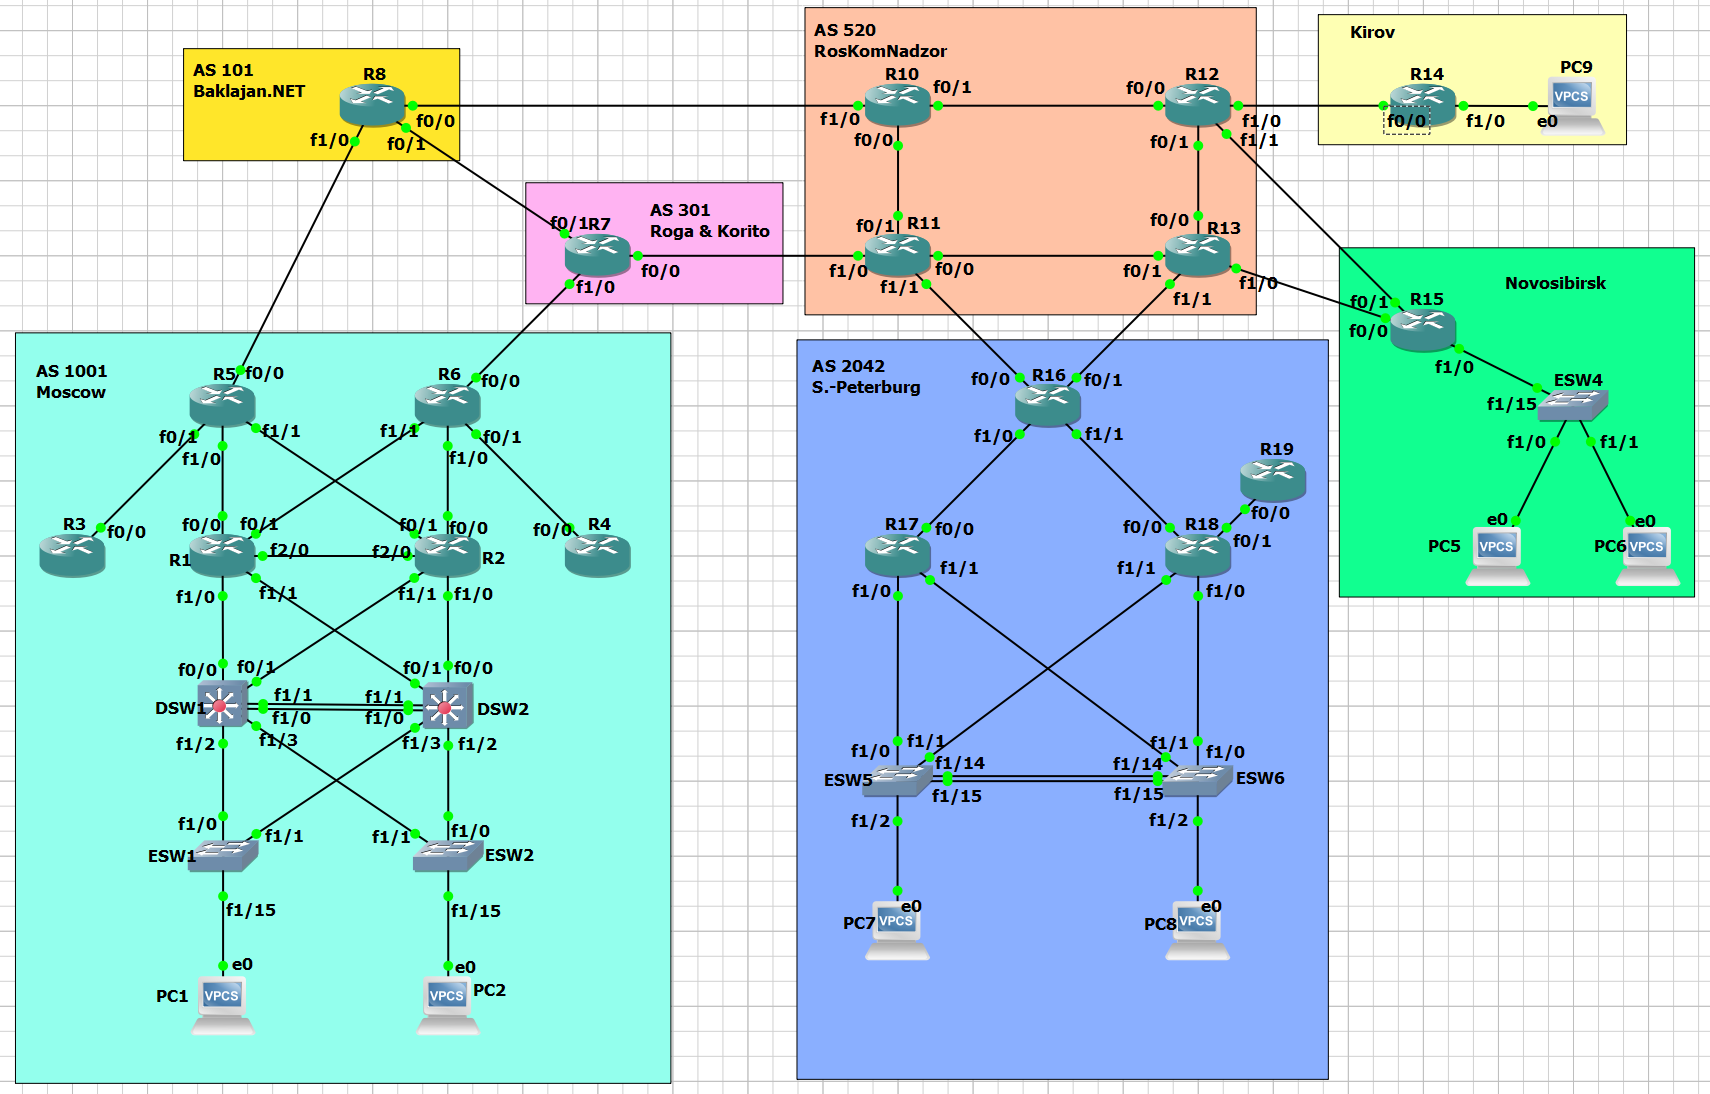 AS 101
Baklajan.NET
R8
f0/0
f1/0
f0/1
AS 301
Roga & Korito
f0/1
R7
f0/0
f1/0
AS 520
RosKomNadzor
R10
f0/1
f1/0
f0/0
R12
f0/0
f1/0
f1/1
f0/1
f0/1
R11
f1/0
f0/0
f1/1
f0/0
R13
f0/1
f1/0
f1/1
Kirov
R14
PC9
VPCS
f0/0
f1/0
e0
Novosibirsk
f0/1
R15
f0/0
f1/0
ESW4
f1/15
f1/0
f1/1
e0
e0
PC5
VPCS
PC6
VPCS
AS 1001
Moscow
R5
f0/0
R6
f0/0
f0/1
f1/1
f1/0
f1/1
f0/1
f1/0
R3
f0/0
f0/0
f0/1
f0/1
f0/0
f0/0
R4
R1
f2/0
f2/0
R2
f1/0
f1/1
f1/1
f1/0
f0/0
f0/1
f0/1
f0/0
DSW1
f1/1
f1/1
f1/0
f1/0
DSW2
f1/2
f1/3
f1/3
f1/2
f1/0
f1/1
f1/1
f1/0
ESW1
ESW2
f1/15
f1/15
e0
e0
PC1
VPCS
VPCS
PC2
AS 2042
S.-Peterburg
f0/0
R16
f0/1
f1/0
f1/1
R19
f0/0
R17
f0/0
f0/0
R18
f0/1
f1/1
f1/0
f1/1
f1/0
f1/0
f1/1
f1/1
f1/0
f1/14
f1/14
ESW5
ESW6
f1/15
f1/15
f1/2
f1/2
e0
e0
PC7
VPCS
PC8
VPCS